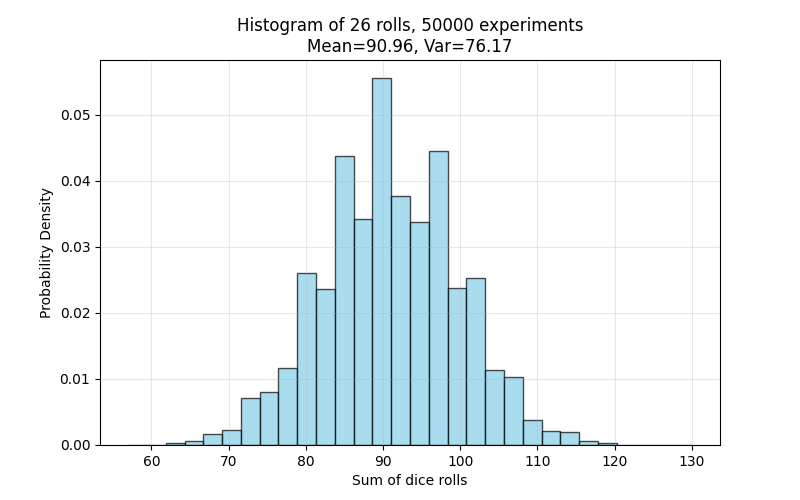 Histogram of 26 rolls, 50000 experiments
Mean=90.96, Var=76.17
Probability Density
0.05
0.04
0.03
0.02
0.01
0.00
60 70 80 90 100 110 120 130
Sum of dice rolls